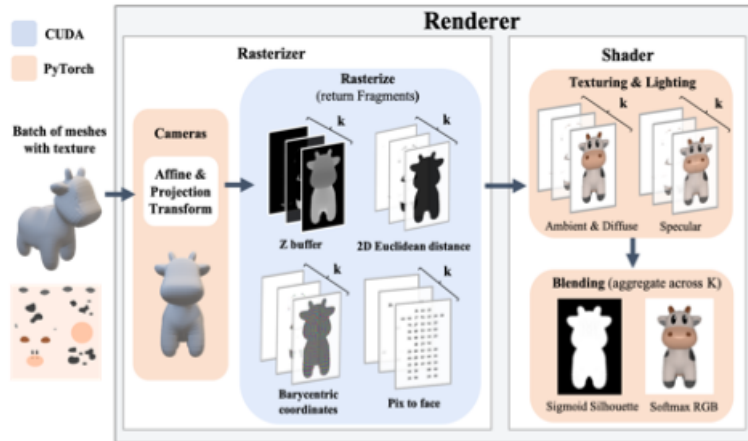 Renderer
CUDA
PyTorch
Batch of meshes
with texture
Rasterizer
Cameras
Affine &
Projection
Transform
Rasterize
(return Fragments)
k
k
Z buffer
2D Euclidean distance
k
k
Barycentric
coordinates
Pix to face
Shader
Texturing & Lighting
k
k
Ambient & Diffuse
Specular
Blending (aggregate across K)
Sigmoid Silhouette
Softmax RGB